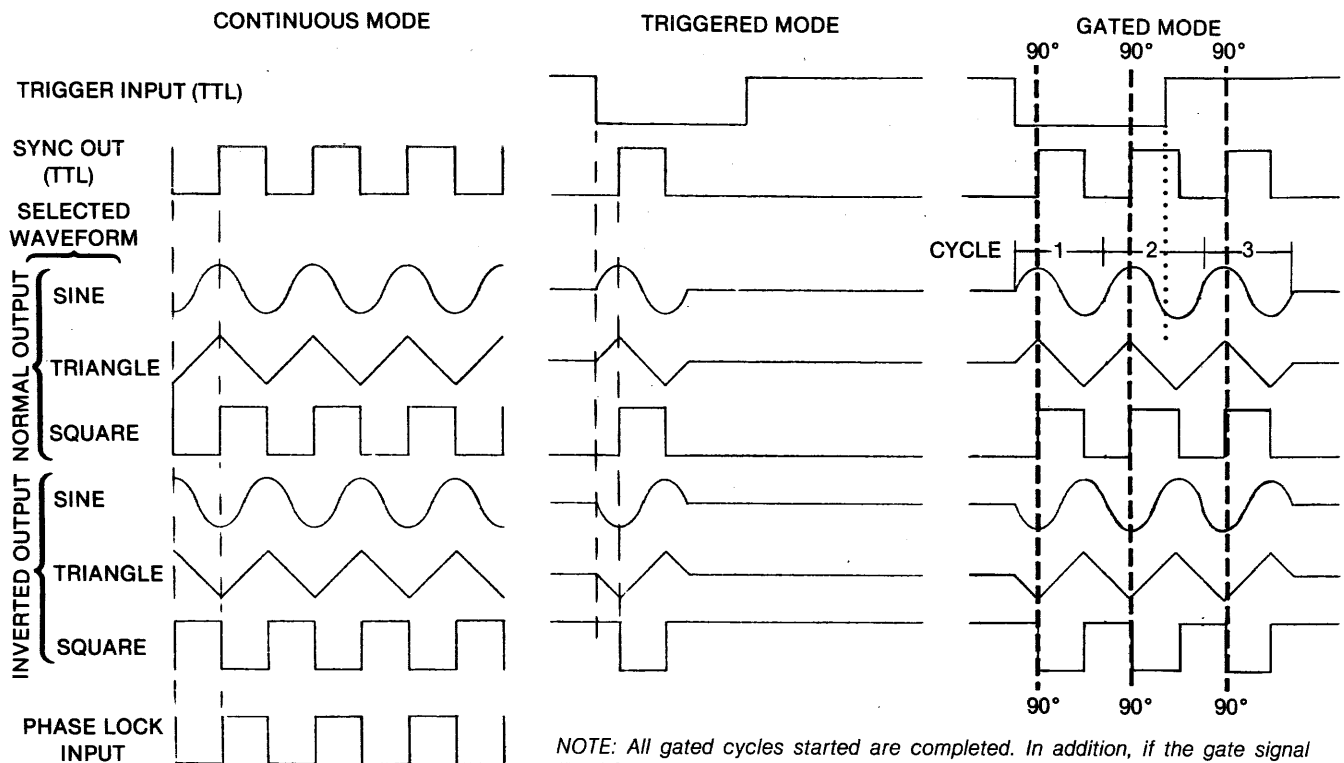 CONTINUOUS MODE
TRIGGERED MODE
GATED MODE
90° 90° 90°
TRIGGER INPUT (TTL)
SYNC OUT
(TTL)
SELECTED
WAVEFORM
CYCLE 1 2 3
NORMAL OUTPUT
SINE
TRIANGLE
SQUARE
INVERTED OUTPUT
SINE
TRIANGLE
SQUARE
90° 90° 90°
PHASE LOCK
INPUT
NOTE: All gated cycles started are completed. In addition, if the gate signal